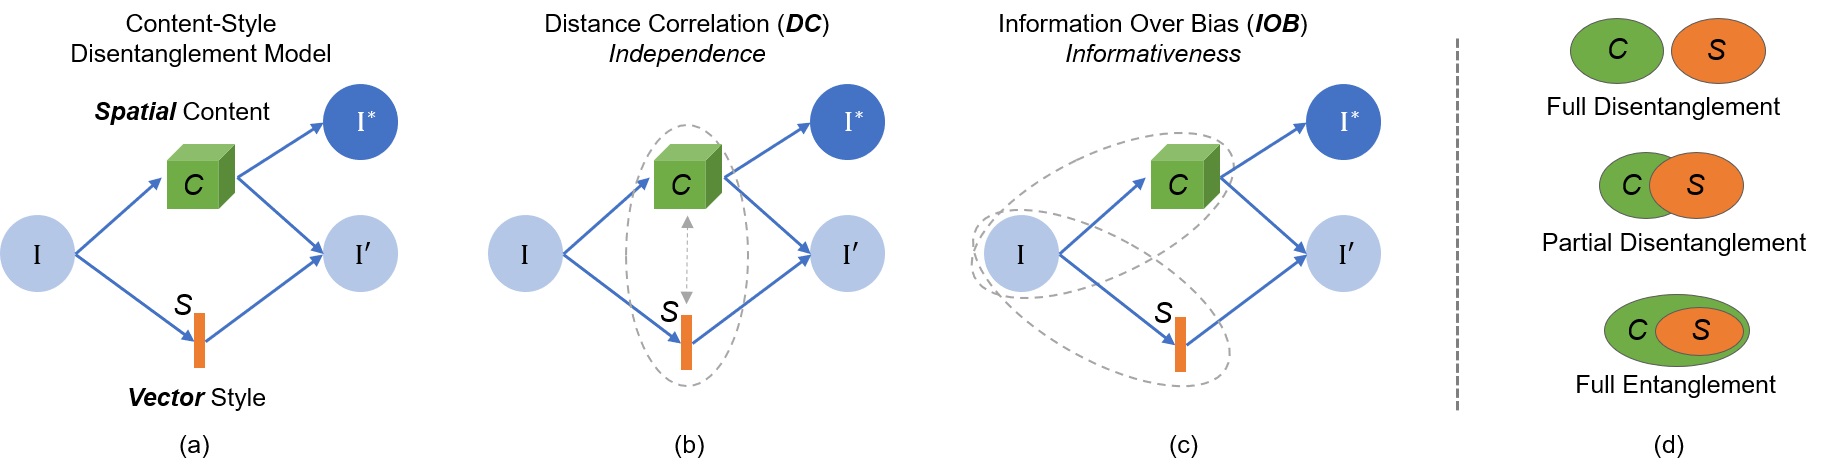 Content-Style
Disentanglement Model
Spatial Content
I*
C
I
I′
S
Vector Style
(a)
Distance Correlation (DC)
Independence
I*
C
I
I′
S
(b)
Information Over Bias (IOB)
Informativeness
I*
C
I
I′
S
(c)
C S
Full Disentanglement
C S
Partial Disentanglement
C S
Full Entanglement
(d)